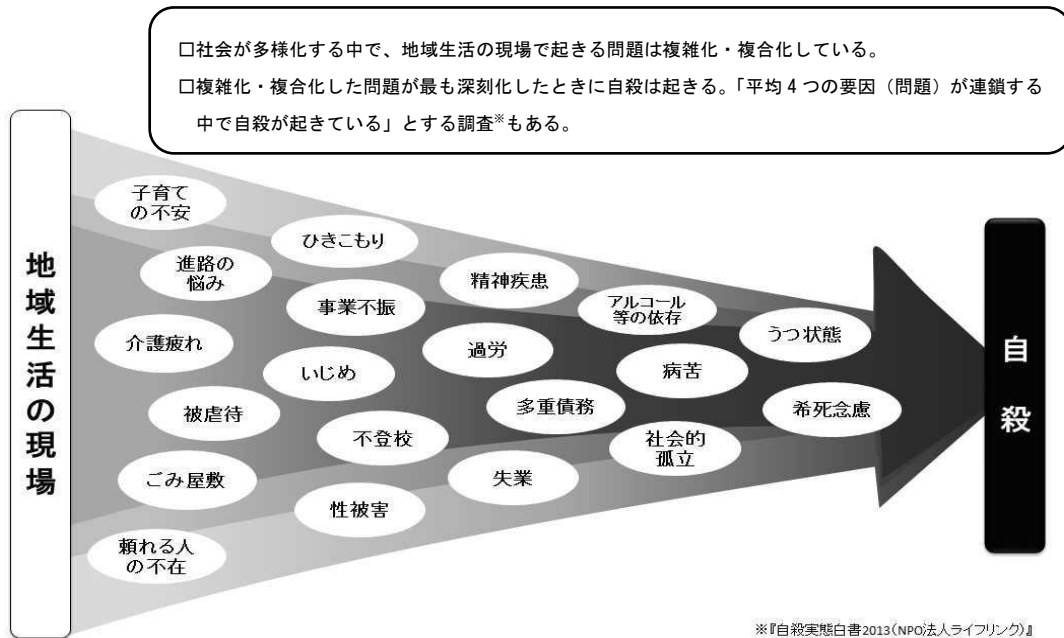 □社会が多様化する中で、地域生活の現場で起きる問題は複雑化・複合化している。
□複雑化・複合化した問題が最も深刻化したときに自殺は起きる。「平均4つの要因（問題）が連鎖する
中で自殺が起きている」とする調査※もある。
地域生活の現場
子育て
の不安
進路の
悩み
介護疲れ
被虐待
ごみ屋敷
頼れる人
の不在
ひきこもり
事業不振
いじめ
不登校
性被害
精神疾患
過労
多重債務
失業
アルコール
等の依存
病苦
社会的
孤立
うつ状態
希死念慮
自殺
※『自殺実態白書2013（NPO法人ライフリンク）』